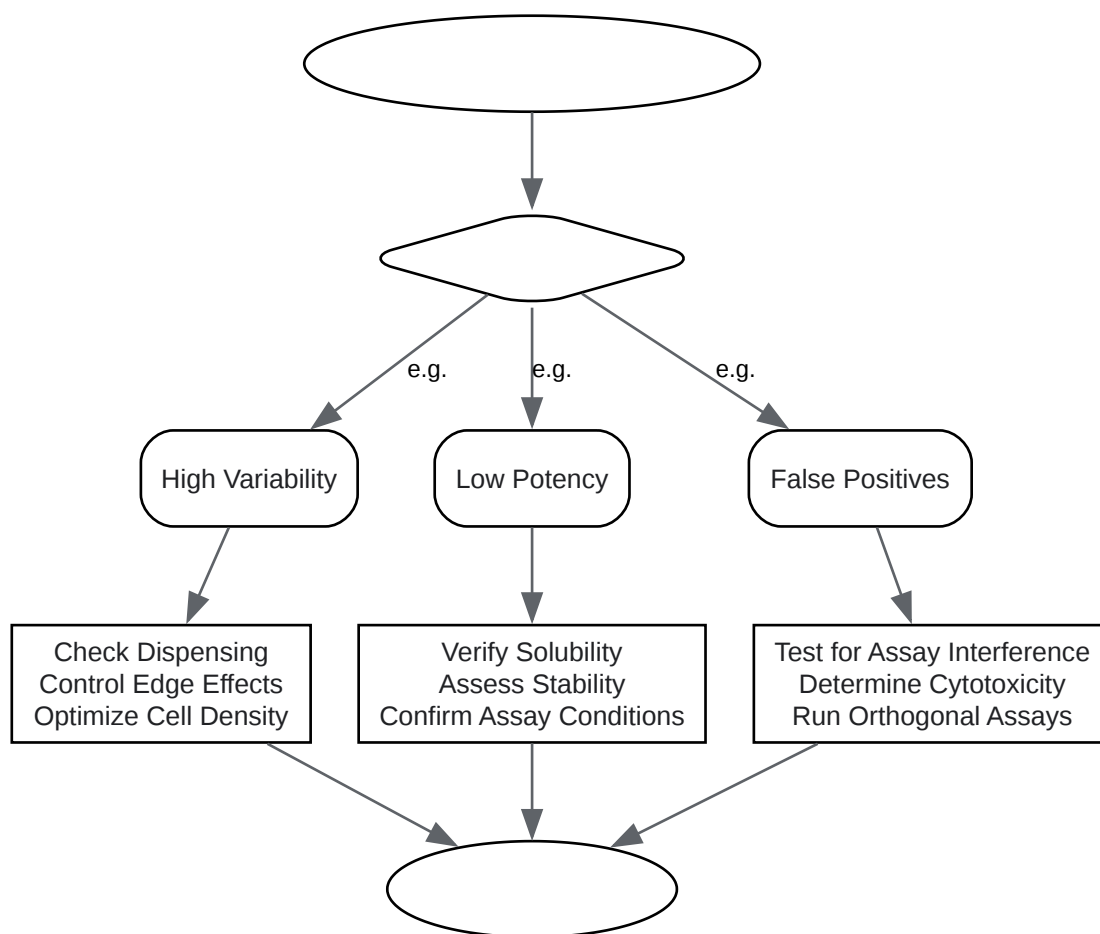 e.g.
e.g.
e.g.
High Variability
Low Potency
False Positives
Check Dispensing
Control Edge Effects
Optimize Cell Density
Verify Solubility
Assess Stability
Confirm Assay Conditions
Test for Assay Interference
Determine Cytotoxicity
Run Orthogonal Assays